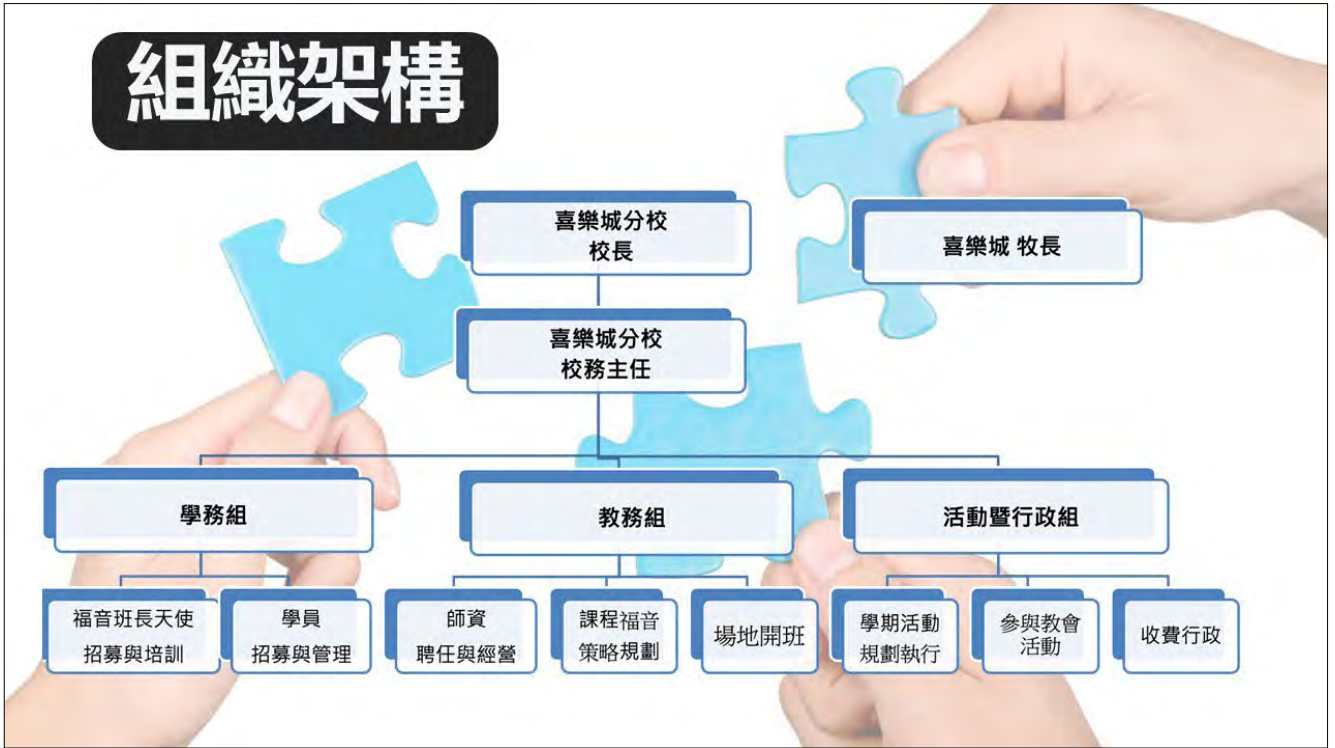 組織架構
喜樂城分校
校長
喜樂城 牧長
喜樂城分校
校務主任
學務組
教務組
活動暨行政組
福音班長天使
招募與培訓
學員
招募與管理
師資
聘任與經營
課程福音
策略規劃
場地開班
學期活動
規劃執行
參與教會
活動
收費行政